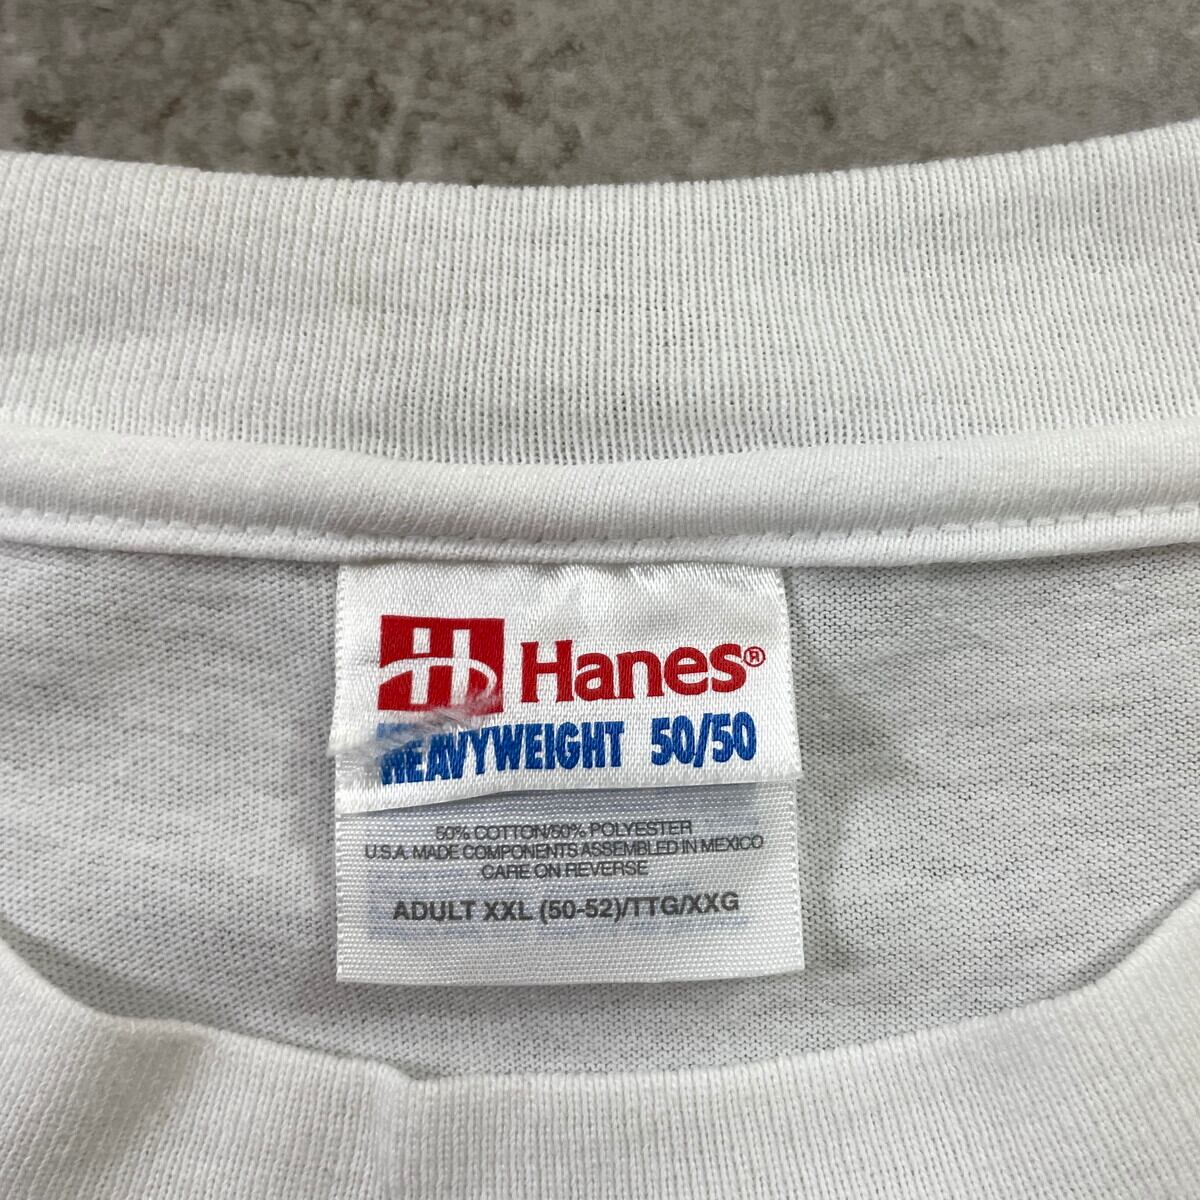 H Hanes®
HEAVYWEIGHT 50/50
50% COTTON/50% POLYESTER
U.S.A. MADE COMPONENTS ASSEMBLED IN MEXICO
CARE ON REVERSE
ADULT XXL (50-52)/TTG/XXG